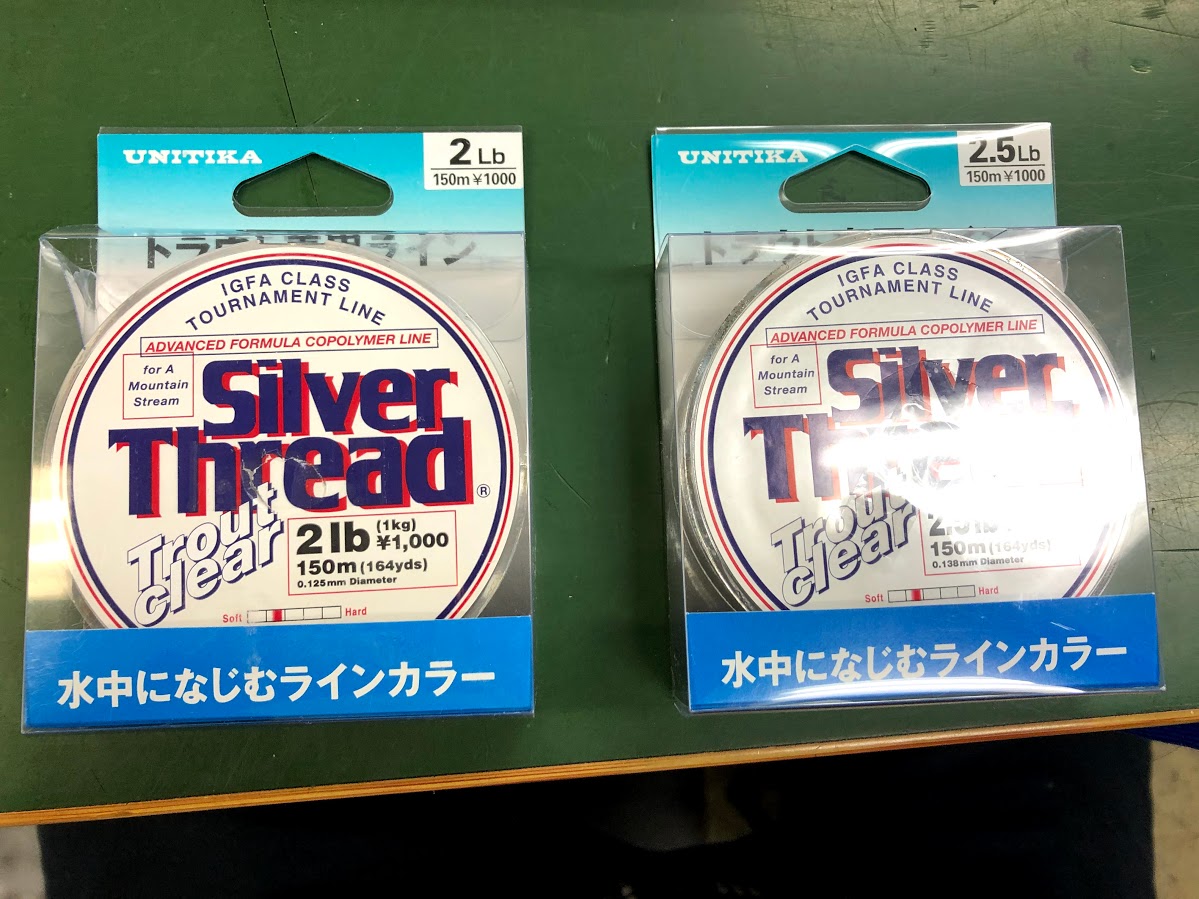 UNITIKA
2 Lb
150m ¥1000
IGFA CLASS
TOURNAMENT LINE
ADVANCED FORMULA COPOLYMER LINE
for A
Mountain
Stream
Silver
Thread®
Trout
clear
2 lb (1kg)
¥1,000
150m (164yds)
0.125mm Diameter
Soft Hard
水中になじむラインカラー
UNITIKA
2.5 Lb
150m ¥1000
IGFA CLASS
TOURNAMENT LINE
ADVANCED FORMULA COPOLYMER LINE
for A
Mountain
Stream
Silver
Thread
Trout
clear
2.5 lb
150m (164yds)
0.138mm Diameter
Soft Hard
水中になじむラインカラー